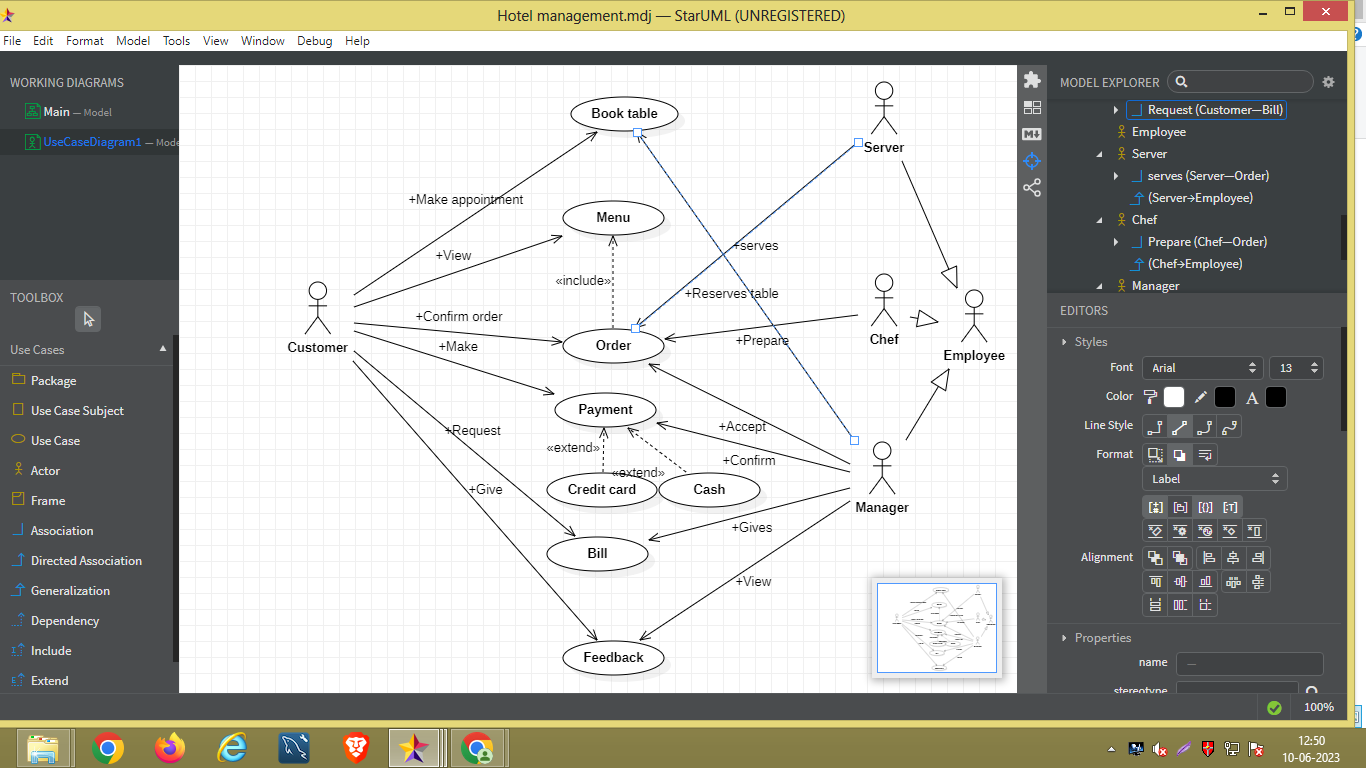 Hotel management.mdj — StarUML (UNREGISTERED)
File Edit Format Model Tools View Window Debug Help
WORKING DIAGRAMS
Main — Model
UseCaseDiagram1 — Mode
TOOLBOX
Use Cases
Package
Use Case Subject
Use Case
Actor
Frame
Association
Directed Association
Generalization
Dependency
Include
Extend
Book table
Server
+Make appointment
Menu
+View
+serves
«include»
+Reserves table
+Confirm order
Customer
+Make
Order
+Prepare
Chef
Employee
Payment
+Request
+Accept
«extend»
+Confirm
«extend»
+Give
Credit card
Cash
Manager
+Gives
Bill
+View
Feedback
MODEL EXPLORER
Request (Customer—Bill)
Employee
Server
serves (Server—Order)
(Server→Employee)
Chef
Prepare (Chef—Order)
(Chef→Employee)
Manager
EDITORS
Styles
Font Arial 13
Color A
Line Style
Format
Label
Alignment
Properties
name —
stereotype
100%
12:50
10-06-2023